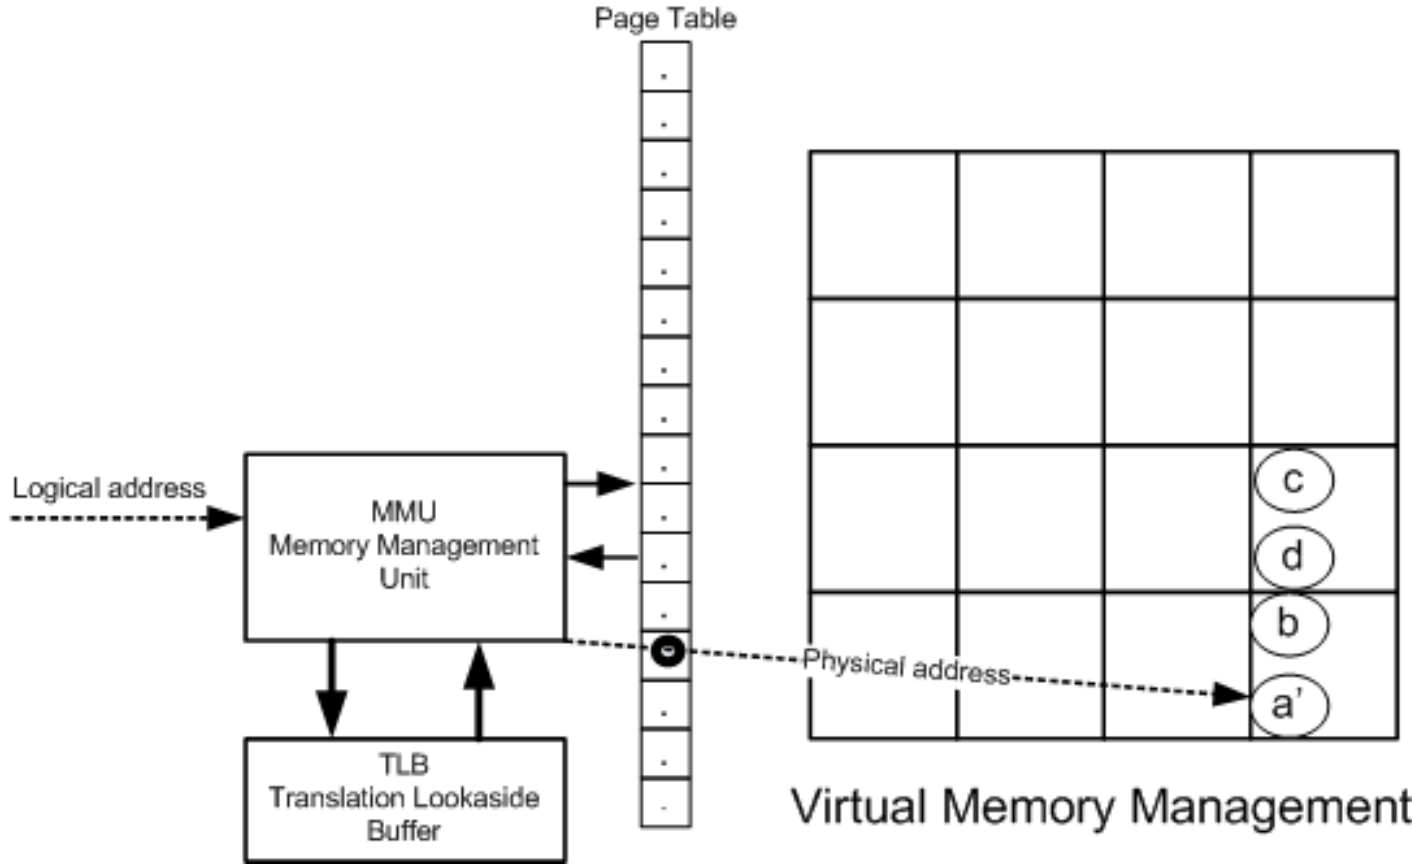 Page Table
Logical address
MMU
Memory Management
Unit
TLB
Translation Lookaside
Buffer
Physical address
c
d
b
a'
Virtual Memory Management